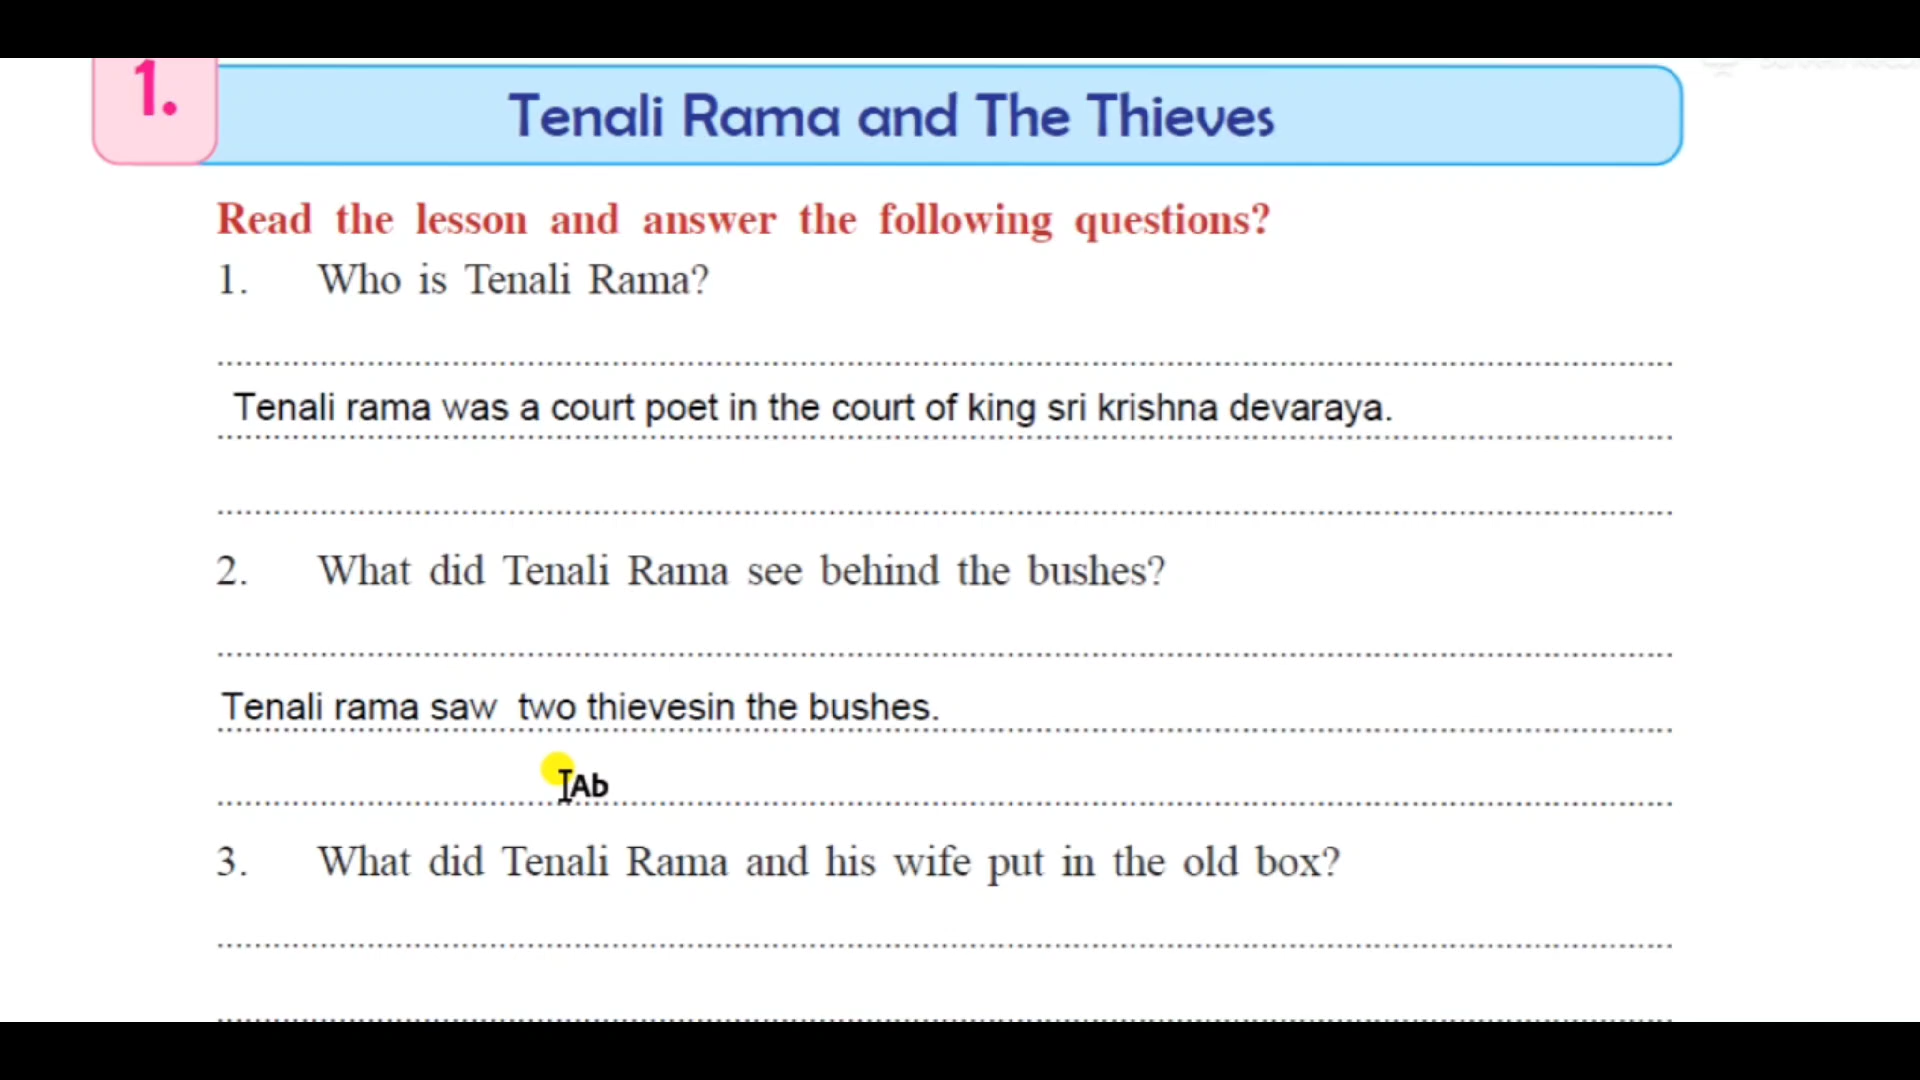 1.
Tenali Rama and The Thieves
Read the lesson and answer the following questions?
1. Who is Tenali Rama?
Tenali rama was a court poet in the court of king sri krishna devaraya.
2. What did Tenali Rama see behind the bushes?
Tenali rama saw two thievesin the bushes.
Ab
3. What did Tenali Rama and his wife put in the old box?